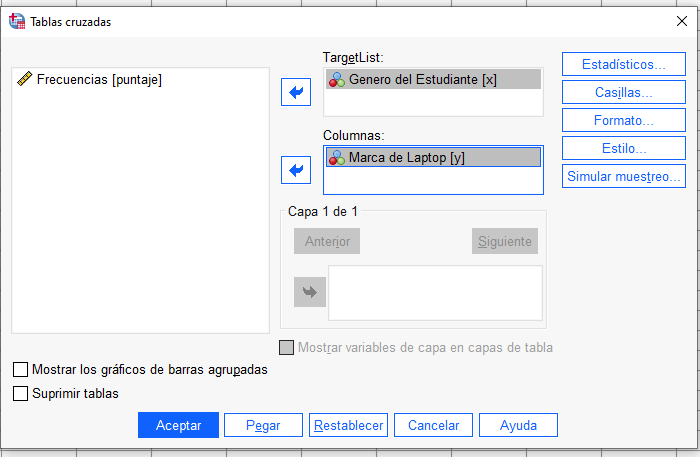 Tablas cruzadas
Frecuencias [puntaje]
TargetList:
Genero del Estudiante [x]
Columnas:
Marca de Laptop [y]
Capa 1 de 1
Anterior
Siguiente
Mostrar variables de capa en capas de tabla
Estadísticos...
Casillas...
Formato...
Estilo...
Simular muestreo...
Mostrar los gráficos de barras agrupadas
Suprimir tablas
Aceptar
Pegar
Restablecer
Cancelar
Ayuda